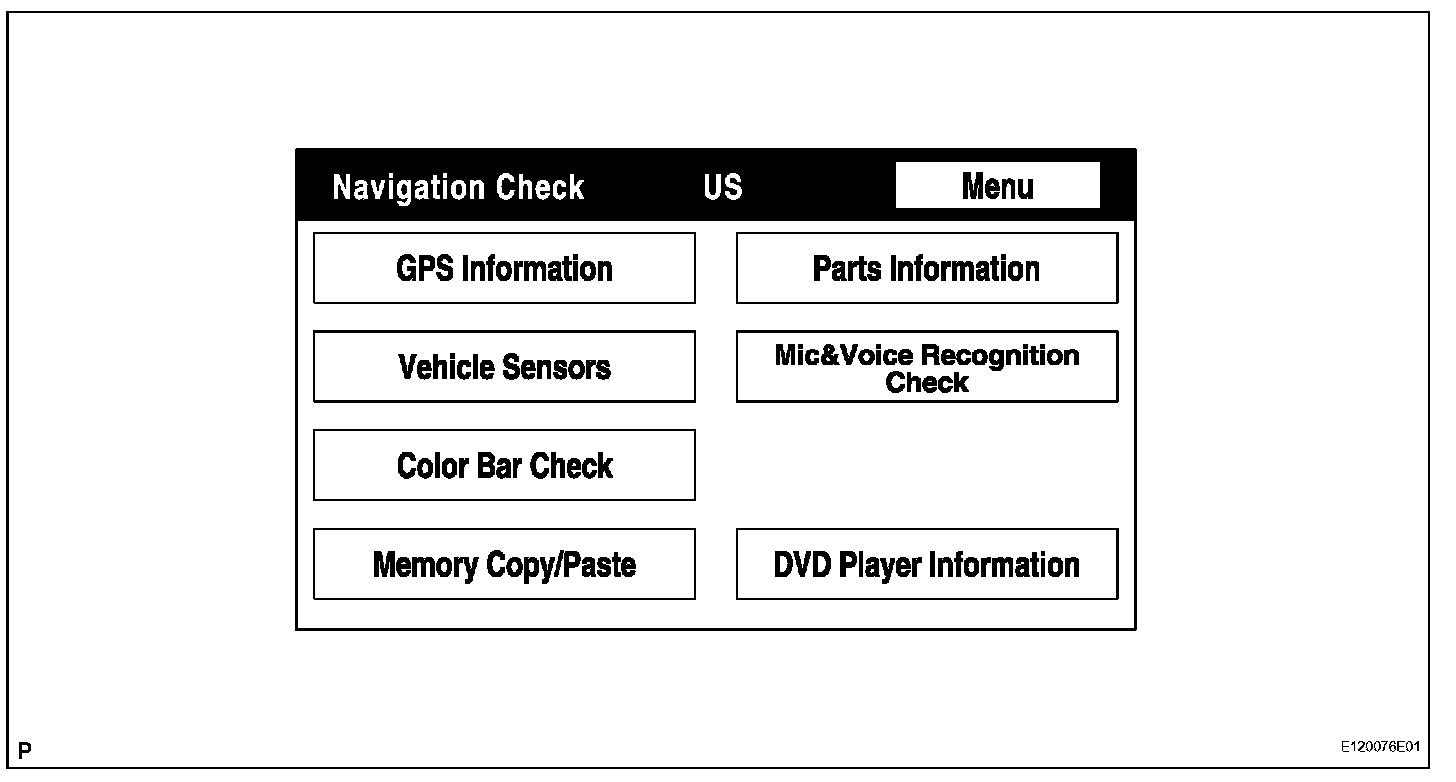 Navigation Check US Menu
GPS Information
Parts Information
Vehicle Sensors
Mic&Voice Recognition
Check
Color Bar Check
Memory Copy/Paste
DVD Player Information
P
E120076E01